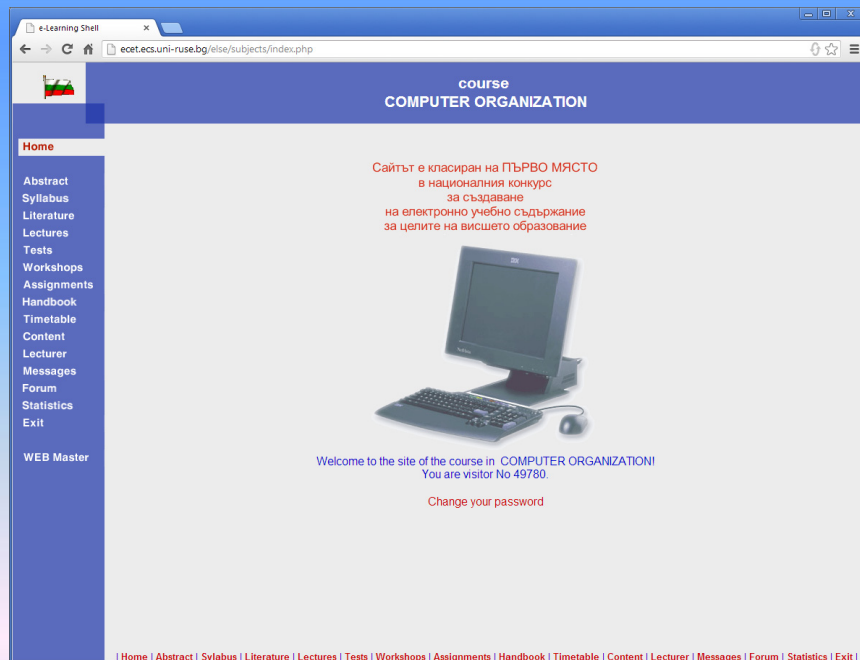 e-Learning Shell
ecet.ecs.uni-ruse.bg/else/subjects/index.php
course
COMPUTER ORGANIZATION
Home
Abstract
Syllabus
Literature
Lectures
Tests
Workshops
Assignments
Handbook
Timetable
Content
Lecturer
Messages
Forum
Statistics
Exit
WEB Master
Сайтът е класиран на ПЪРВО МЯСТО
в националния конкурс
за създаване
на електронно учебно съдържание
за целите на висшето образование
IBM
Welcome to the site of the course in COMPUTER ORGANIZATION!
You are visitor No 49780.
Change your password
| Home | Abstract | Sylabus | Literature | Lectures | Tests | Workshops | Assignments | Handbook | Timetable | Content | Lecturer | Messages | Forum | Statistics | Exit |